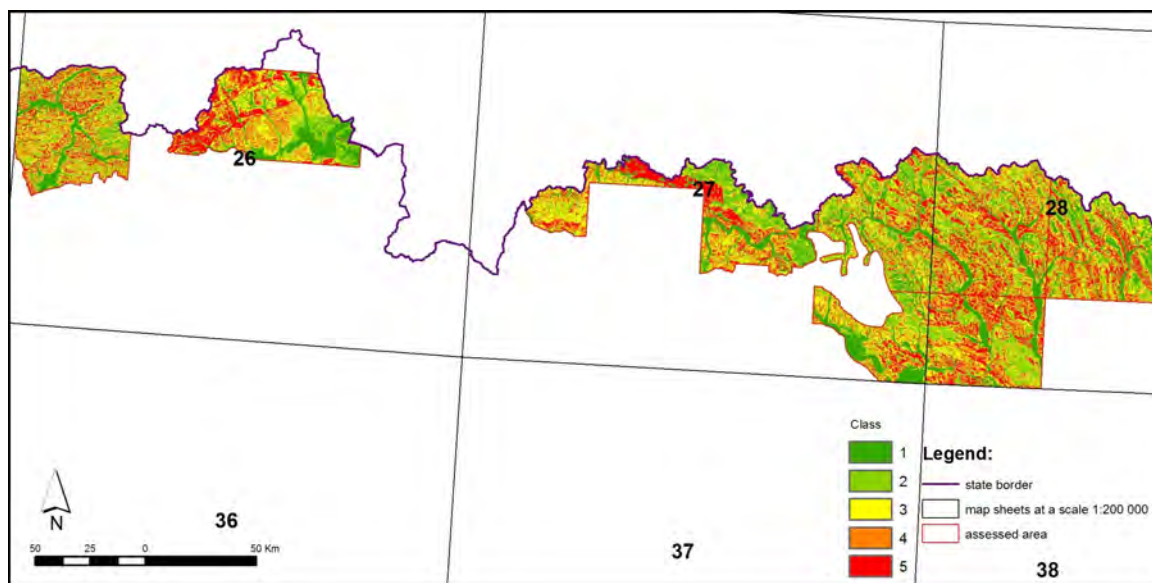 26
27
28
Class
1
Legend:
2
state border
3
map sheets at a scale 1:200 000
4
assessed area
5
N
36
50 25 0 50 Km
37
38